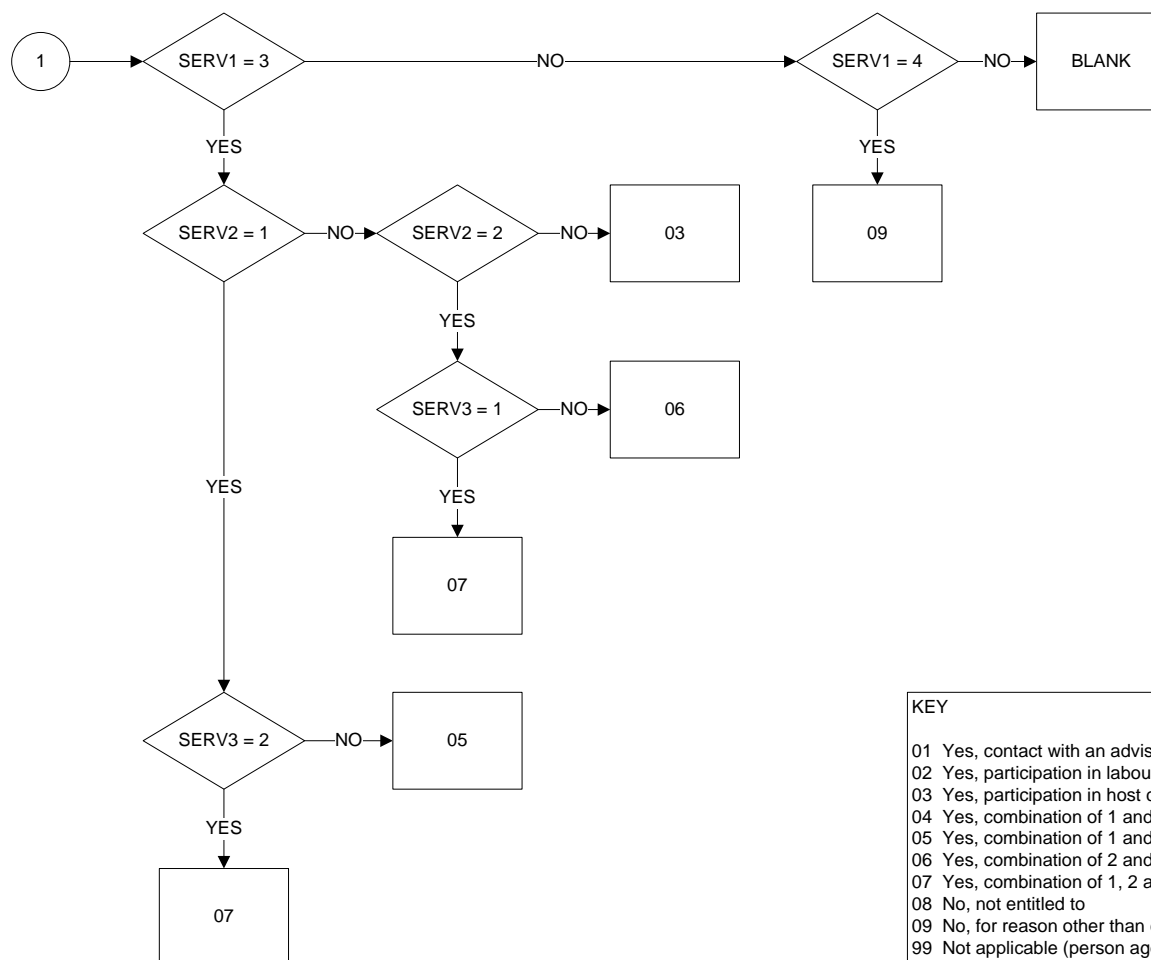 1
SERV1 = 3
NO
SERV1 = 4
NO
BLANK
YES
YES
SERV2 = 1
NO
SERV2 = 2
NO
03
09
YES
SERV3 = 1
NO
06
YES
YES
07
SERV3 = 2
NO
05
YES
07
KEY
01 Yes, contact with an
02 Yes, participation in
03 Yes, participation in host
04 Yes, combination of 1 and
05 Yes, combination of 1 and
06 Yes, combination of 2 and
07 Yes, combination of 1, 2
08 No, not entitled to
09 No, for reason other than
99 Not applicable (person